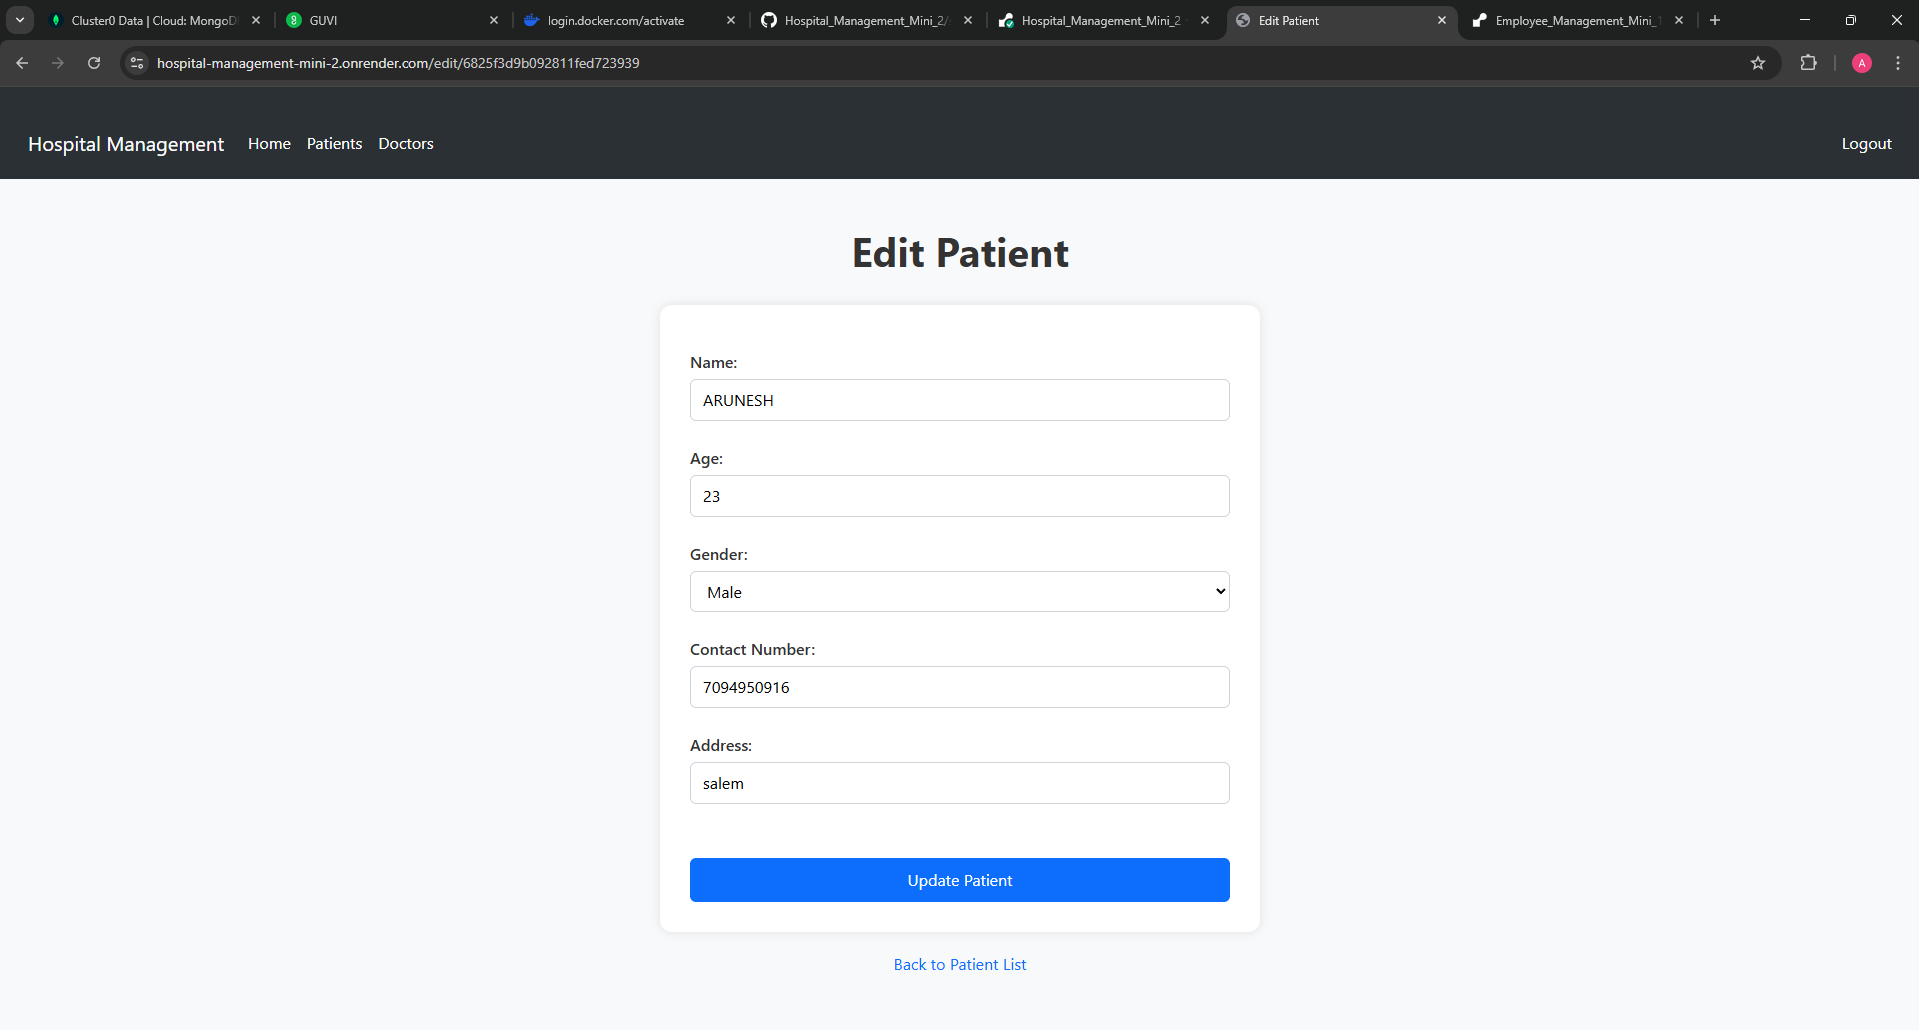 Cluster0 Data | Cloud: MongoD
GUVI
login.docker.com/activate
Hospital_Management_Mini_2/
Hospital_Management_Mini_2
Edit Patient
Employee_Management_Mini_1
hospital-management-mini-2.onrender.com/edit/6825f3d9b092811fed723939
A
Hospital Management
Home
Patients
Doctors
Logout
Edit Patient
Name:
ARUNESH
Age:
23
Gender:
Male
Contact Number:
7094950916
Address:
salem
Update Patient
Back to Patient List